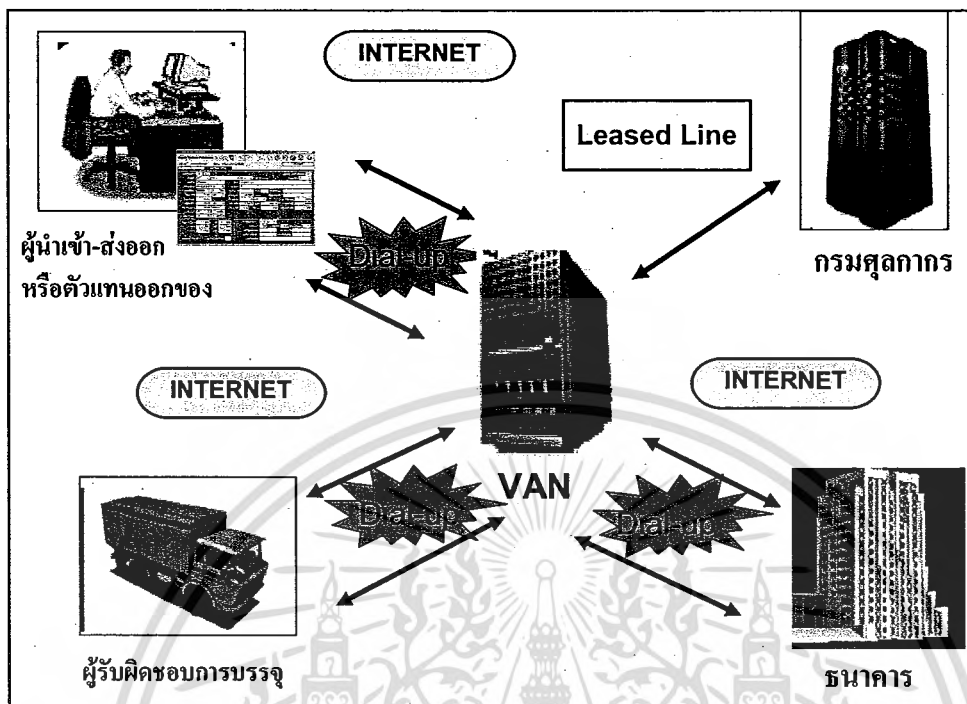 INTERNET
Leased Line
Dial-up
ผู้นำเข้า-ส่งออก
หรือตัวแทนออกของ
กรมศุลกากร
INTERNET
INTERNET
VAN
Dial-up
Dial-up
ผู้รับผิดชอบการบรรจุ
ธนาคาร